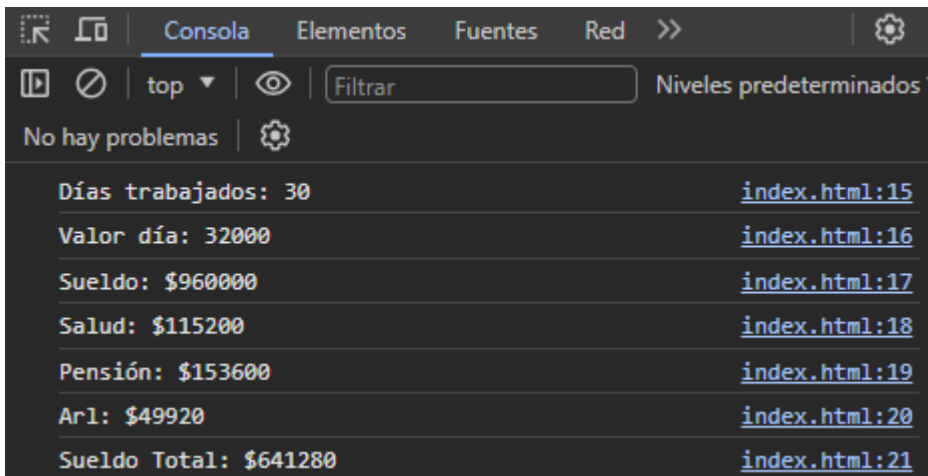 Consola Elementos Fuentes Red
top Filtrar Niveles predeterminados
No hay problemas
Días trabajados: 30 index.html:15
Valor día: 32000 index.html:16
Sueldo: $960000 index.html:17
Salud: $115200 index.html:18
Pensión: $153600 index.html:19
Arl: $49920 index.html:20
Sueldo Total: $641280 index.html:21